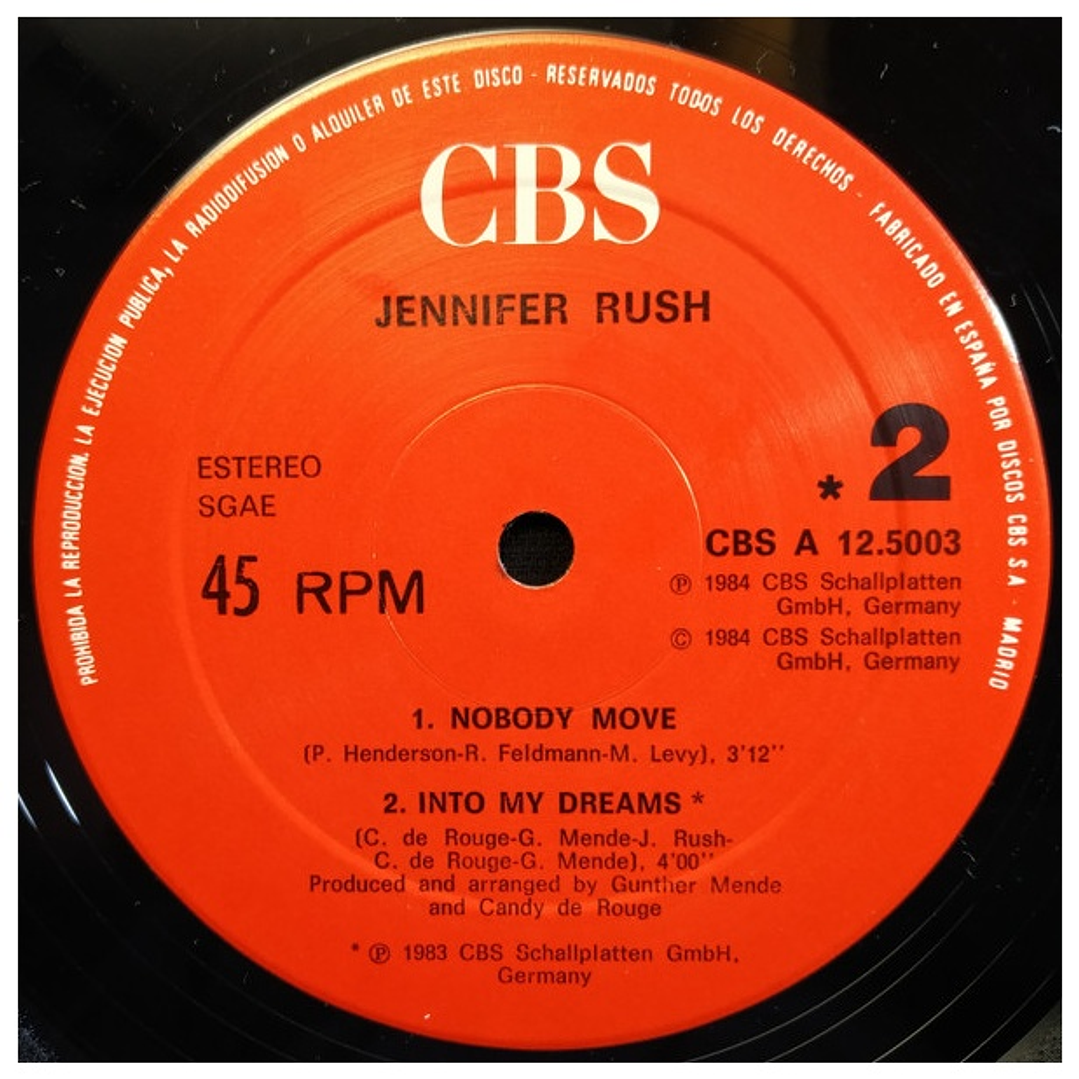 PROHIBIDA LA REPRODUCCION, LA EJECUCION PUBLICA, LA RADIODIFUSION O ALQUILER DE ESTE DISCO - RESERVADOS TODOS LOS DERECHOS - FABRICADO EN ESPAÑA POR DISCOS CBS S A - MADRID
CBS
JENNIFER RUSH
ESTEREO
SGAE
45 RPM
* 2
CBS A 12.5003
℗ 1984 CBS Schallplatten
GmbH, Germany
© 1984 CBS Schallplatten
GmbH, Germany
1. NOBODY MOVE
(P. Henderson-R. Feldmann-M. Levy), 3'12''
2. INTO MY DREAMS *
(C. de Rouge-G. Mende-J. Rush-
C. de Rouge-G. Mende), 4'00''
Produced and arranged by Gunther Mende
and Candy de Rouge
* ℗ 1983 CBS Schallplatten GmbH,
Germany